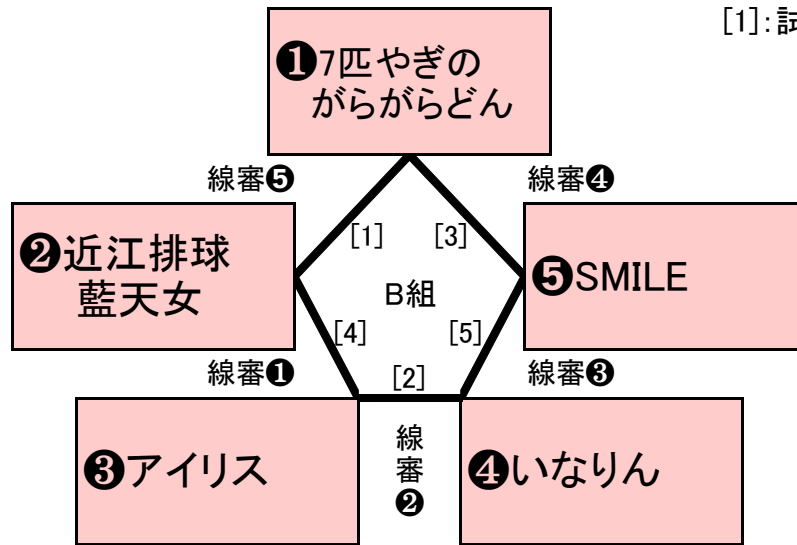 [1]:試
❶7匹やぎの
がらがらどん
線審❺
線審❹
❷近江排球
藍天女
[1]
[3]
❺SMILE
B組
[4]
[5]
線審❶
[2]
線審❸
❸アイリス
線
審
❷
❹いなりん